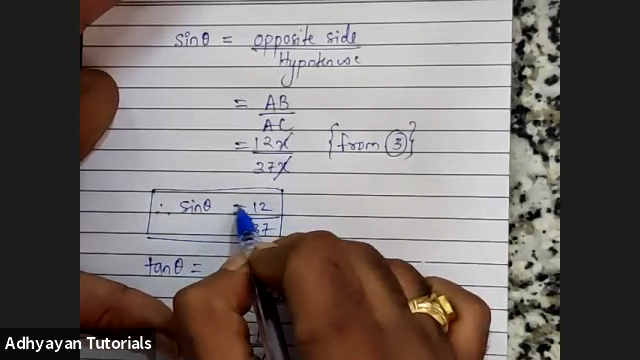 sinθ = opposite side
Hypotenuse
= AB
AC
= 12x {from ③}
37x
∴ sinθ = 12
37
tanθ =
Adhyayan Tutorials